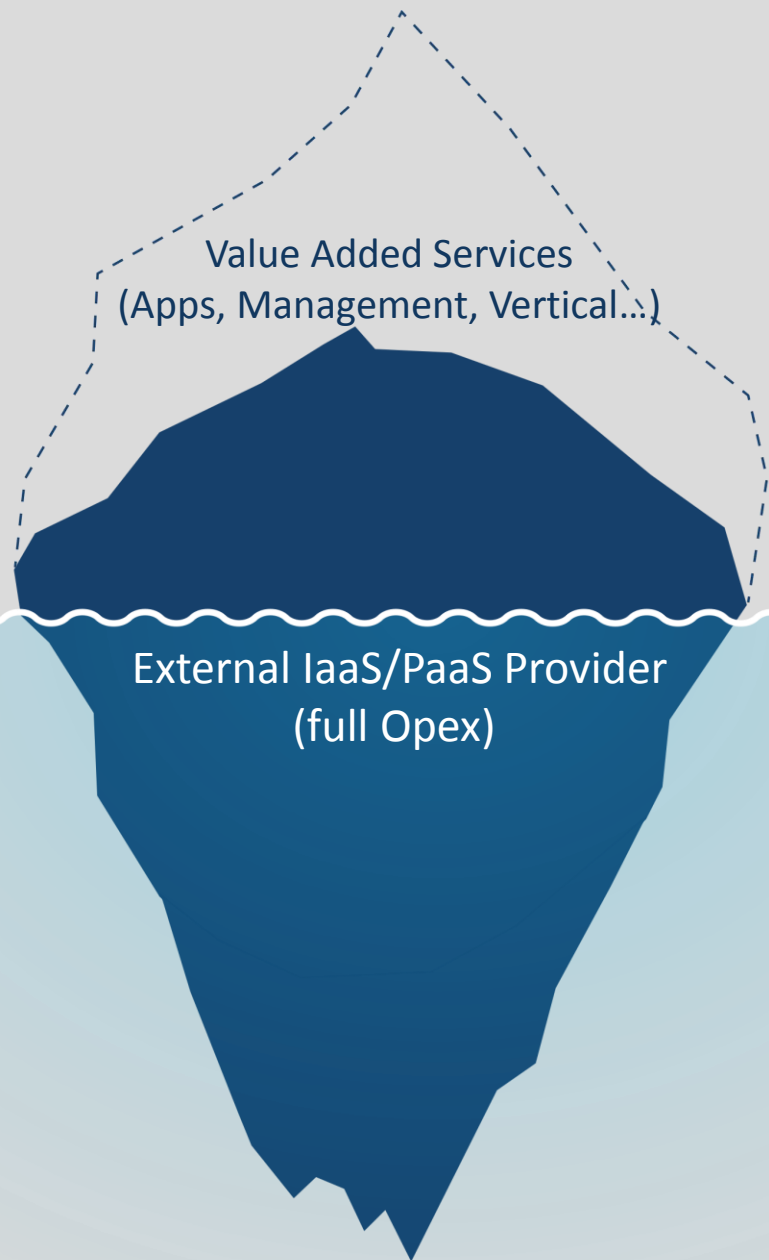 Value Added Services
(Apps, Management, Vertical...)
External IaaS/PaaS Provider
(full Opex)